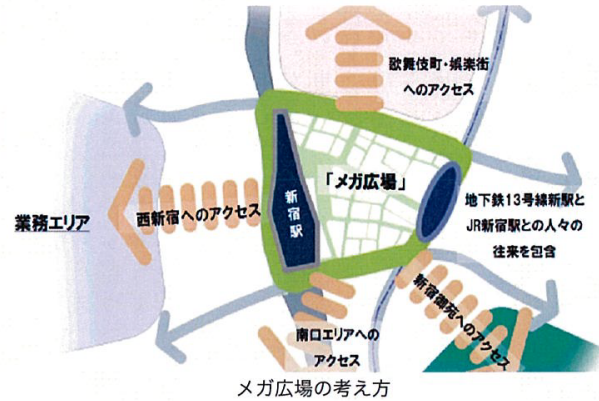 歌舞伎町・娯楽街
へのアクセス
「メガ広場」
新宿駅
西新宿へのアクセス
業務エリア
地下鉄13号線新駅と
JR新宿駅との人々の
往来を包含
新宿御苑へのアクセス
南口エリアへの
アクセス
メガ広場の考え方